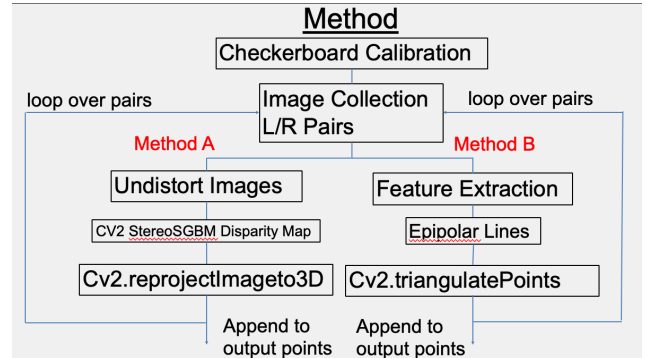 Method
Checkerboard Calibration
loop over pairs
Image Collection
L/R Pairs
loop over pairs
Method A
Method B
Undistort Images
Feature Extraction
CV2 StereoSGBM Disparity Map
Epipolar Lines
Cv2.reprojectImageto3D
Cv2.triangulatePoints
Append to
output points
Append to
output points